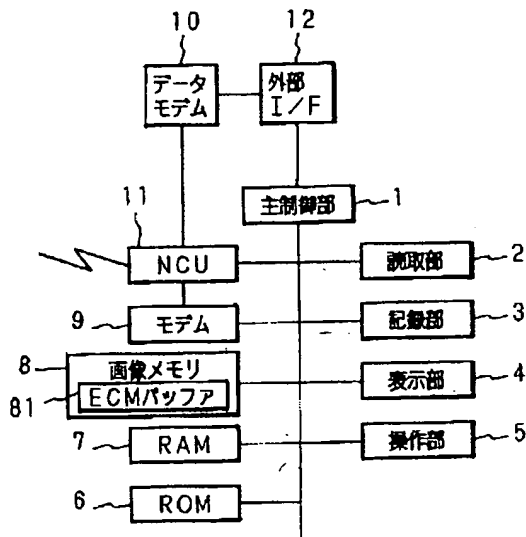 10
12
データ
モデム
外部
I/F
主制御部
1
11
NCU
読取部
2
9
モデム
記録部
3
8
画像メモリ
81
ECMバッファ
表示部
4
7
RAM
操作部
5
6
ROM